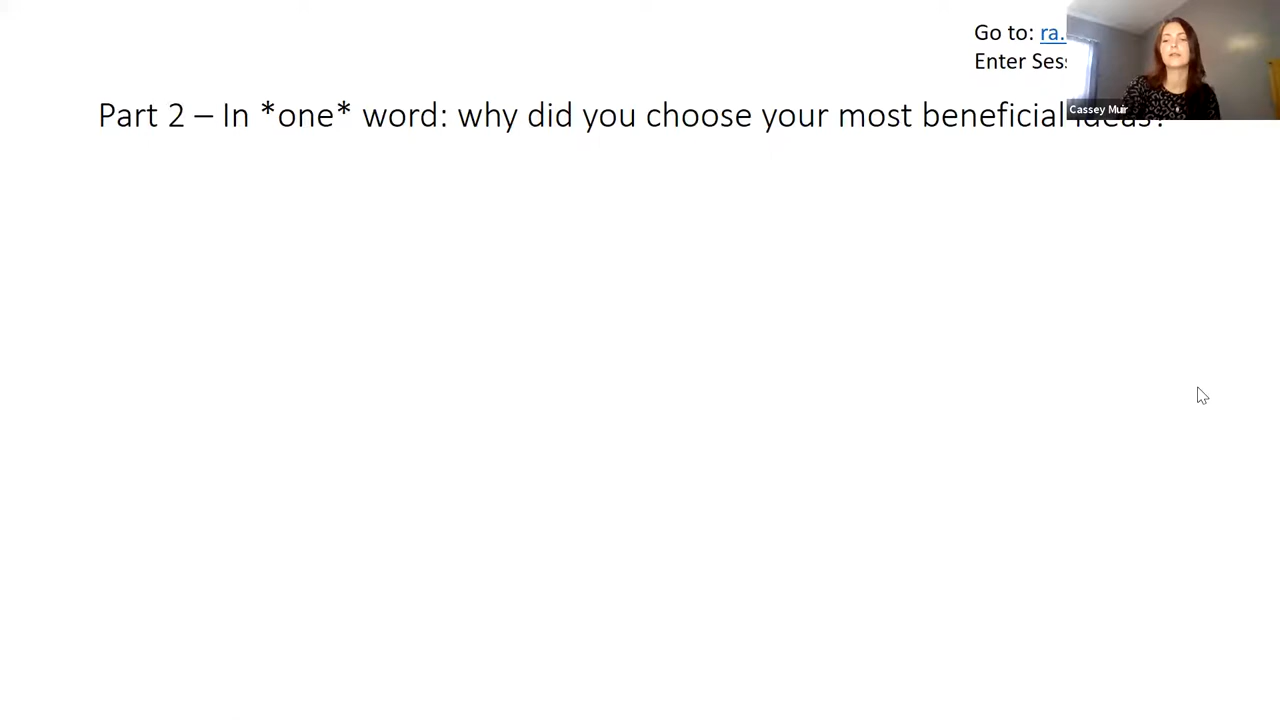 Go to: ra.
Enter Ses
Cassey Muir
Part 2 – In *one* word: why did you choose your most beneficial ideas?